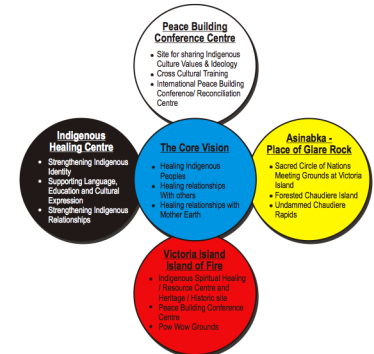 Peace Building
Conference Centre
• Site for sharing Indigenous
Culture Values & Ideology
• Cross Cultural Training
• International Peace Building
Conference/ Reconciliation
Centre
Indigenous
Healing Centre
• Strengthening Indigenous
Identity
• Supporting Language,
Education and Cultural
Expression
• Strengthening Indigenous
Relationships
The Core Vision
• Healing Indigenous
Peoples
• Healing relationships
With others
• Healing relationships with
Mother Earth
Asinabka -
Place of Glare Rock
• Sacred Circle of Nations
Meeting Grounds at Victoria
Island
• Forested Chaudiere Island
• Undammed Chaudiere
Rapids
Victoria Island
Island of Fire
• Indigenous Spiritual Healing
/ Resource Centre and
Heritage / Historic site
• Peace Building Conference
Centre
• Pow Wow Grounds